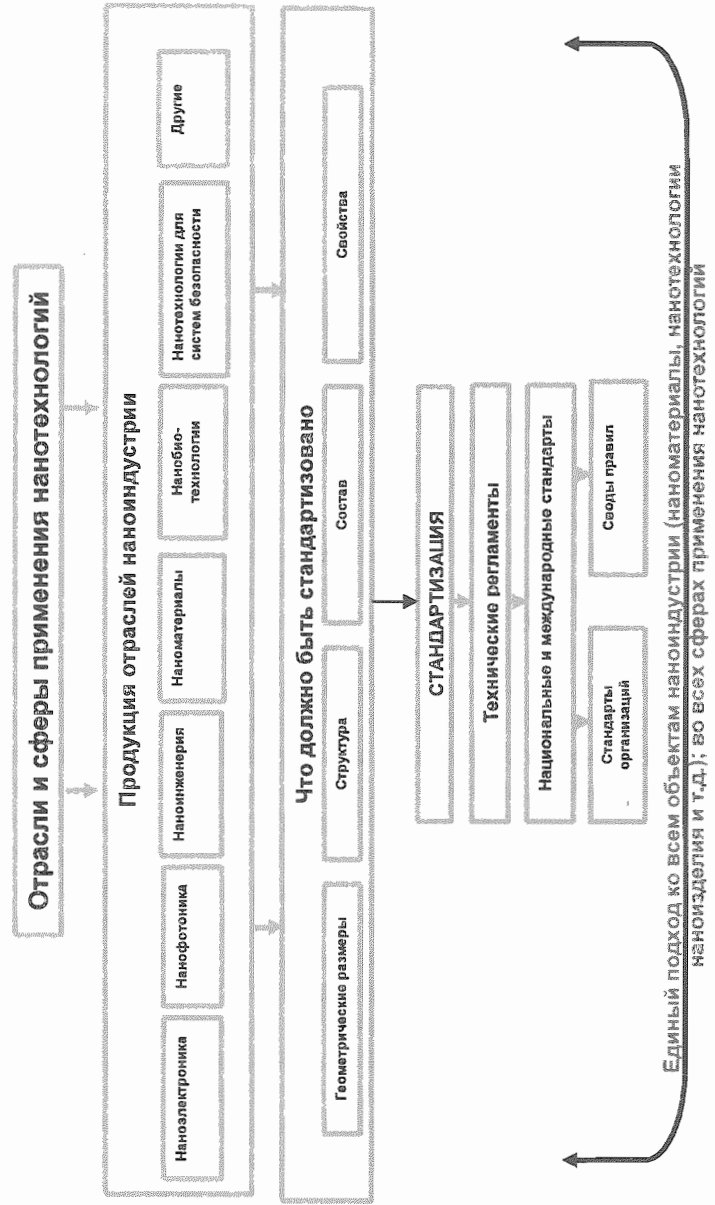 Отрасли и сферы применения нанотехнологий
Продукция отраслей наноиндустрии
Наноэлектроника
Нанофотоника
Наноинженерия
Наноматериалы
Нанобио-
технологии
Нанотехнологии для
систем безопасности
Другие
Что должно быть стандартизовано
Геометрические размеры
Структура
Состав
Свойства
СТАНДАРТИЗАЦИЯ
Технические регламенты
Национальные и международные стандарты
Стандарты
организаций
Своды правил
Единый подход ко всем объектам наноиндустрии (наноматериалы, нанотехнологии
наноизделия и т.д.); во всех сферах применения нанотехнологий